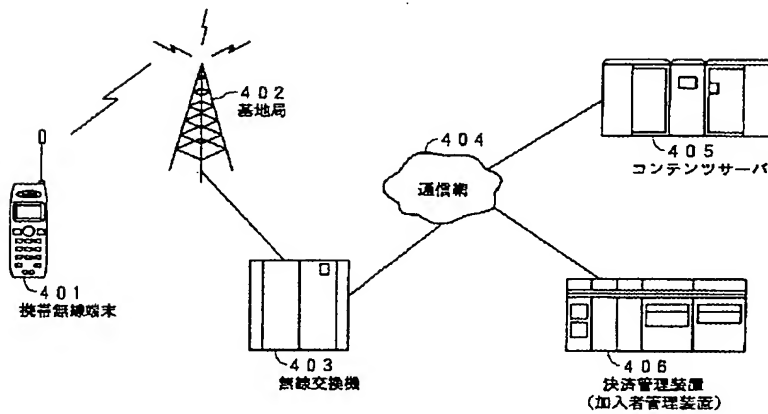 402
基地局
404
通信網
405
コンテンツサーバ
401
携帯無線端末
403
無線交換機
406
決済管理装置
(加入者管理装置)